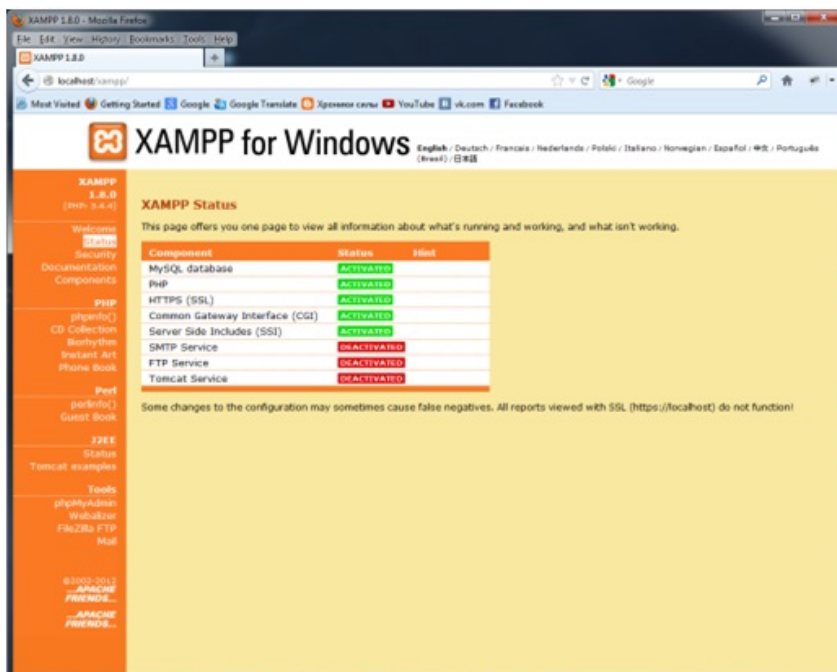 XAMPP 1.8.0 - Mozilla Firefox
File Edit View History Bookmarks Tools Help
XAMPP 1.8.0
localhost/xampp/
Google
Most Visited Getting Started Google Google Translate YouTube vk.com Facebook
XAMPP for Windows
English / Deutsch / Francais / Nederlands / Polski / Italiano / Norwegian / Español / 中文 / Português
(Brasil) / 日本語
XAMPP
1.8.0
[PHP: 5.4.4]
Welcome
Status
Security
Documentation
Components
PHP
phpinfo()
CD Collection
Biorhythm
Instant Art
Phone Book
Perl
perlinfo()
Guest Book
J2EE
Status
Tomcat examples
Tools
phpMyAdmin
Webalizer
FileZilla FTP
Mail
©2002-2012
...APACHE
FRIENDS...
...APACHE
FRIENDS...
XAMPP Status
This page offers you one page to view all information about what's running and working, and what isn't working.
Component Status Hint
MySQL database ACTIVATED
PHP ACTIVATED
HTTPS (SSL) ACTIVATED
Common Gateway Interface (CGI) ACTIVATED
Server Side Includes (SSI) ACTIVATED
SMTP Service DEACTIVATED
FTP Service DEACTIVATED
Tomcat Service DEACTIVATED
Some changes to the configuration may sometimes cause false negatives. All reports viewed with SSL (https://localhost) do not function!